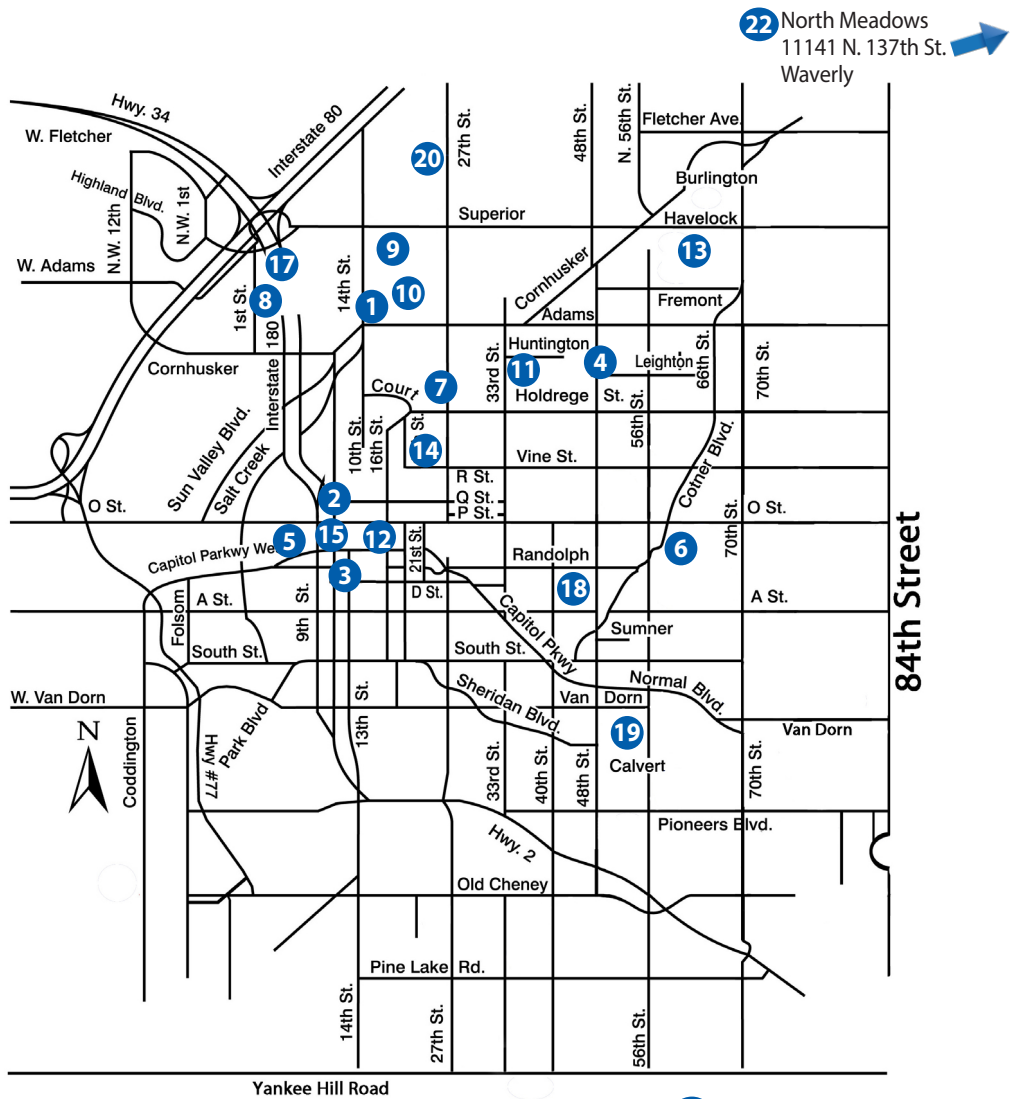 22 North Meadows
11141 N. 137th St.
Waverly
Hwy. 34
Interstate 80
W. Fletcher
Highland Blvd.
N.W. 1st
N.W. 12th
W. Adams
20
27th St.
48th St.
N. 56th St.
Fletcher Ave.
Burlington
Superior
Havelock
13
17
9
14th St.
10
8
1
1st St.
Interstate 180
Cornhusker
Adams
Fremont
Cornhusker
Huntington
33rd St.
11
4
Leighton
66th St.
70th St.
Court
7
Holdrege St.
56th St.
Sun Valley Blvd.
Salt Creek
10th St.
16th St.
St.
14
Vine St.
Cotner Blvd.
R St.
Q St.
P St.
2
O St.
O St.
70th St.
84th Street
Capitol Parkwy We
5
15
12
21st St.
Randolph
6
3
18
D St.
Folsom
A St.
9th St.
A St.
Capitol Pkwy
Sumner
South St.
South St.
Normal Blvd.
W. Van Dorn
Sheridan Blvd.
Van Dorn
Van Dorn
N
Coddington
Hwy #77
Park Blvd
13th St.
33rd St.
40th St.
48th St.
19
Calvert
70th St.
Pioneers Blvd.
Hwy. 2
Old Cheney
Pine Lake Rd.
14th St.
27th St.
56th St.
Yankee Hill Road